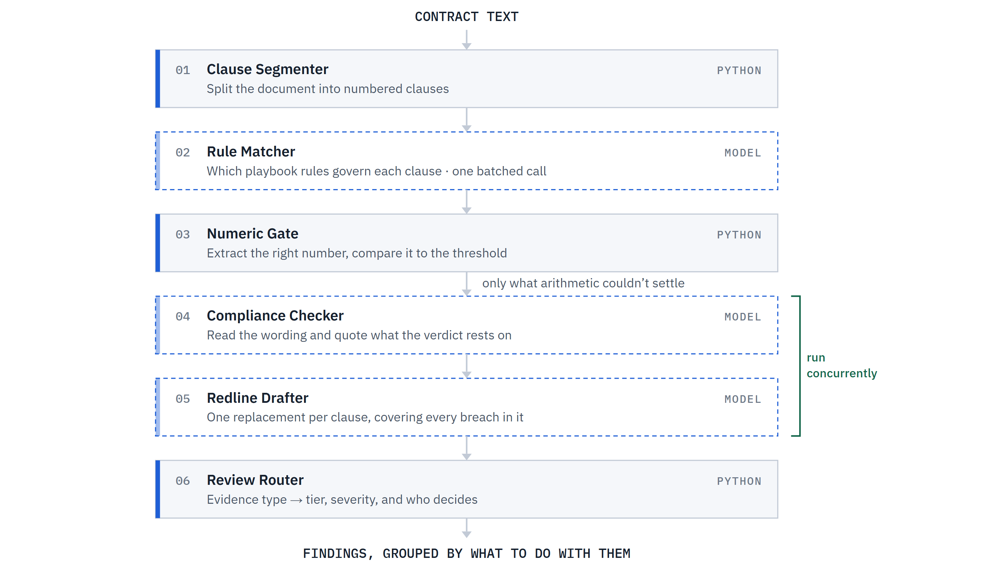 CONTRACT TEXT
01 Clause Segmenter PYTHON
Split the document into numbered clauses
02 Rule Matcher MODEL
Which playbook rules govern each clause · one batched call
03 Numeric Gate PYTHON
Extract the right number, compare it to the threshold
only what arithmetic couldn’t settle
04 Compliance Checker MODEL
Read the wording and quote what the verdict rests on
run
concurrently
05 Redline Drafter MODEL
One replacement per clause, covering every breach in it
06 Review Router PYTHON
Evidence type → tier, severity, and who decides
FINDINGS, GROUPED BY WHAT TO DO WITH THEM